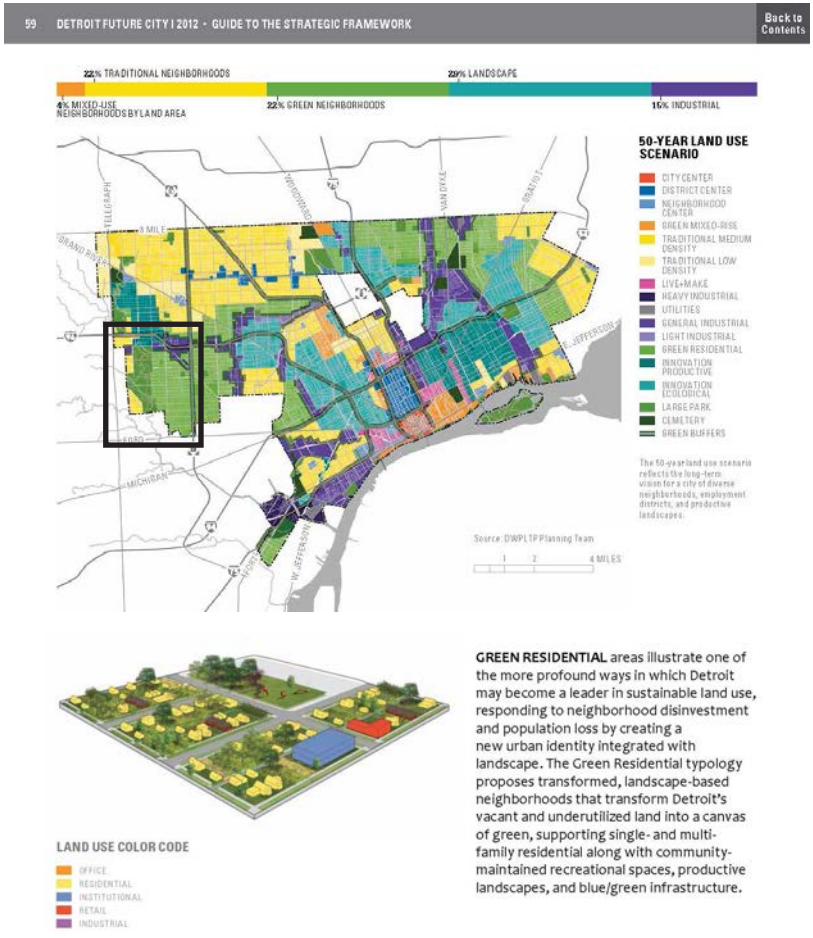 59 DETROIT FUTURE CITY | 2012 • GUIDE TO THE STRATEGIC FRAMEWORK
Back to
Contents
22% TRADITIONAL NEIGHBORHOODS
29% LANDSCAPE
4% MIXED-USE
NEIGHBORHOODS BY LAND AREA
22% GREEN NEIGHBORHOODS
15% INDUSTRIAL
50-YEAR LAND USE
SCENARIO
CITY CENTER
DISTRICT CENTER
NEIGHBORHOOD
CENTER
GREEN MIXED-RISE
TRADITIONAL MEDIUM
DENSITY
TRADITIONAL LOW
DENSITY
LIVE+MAKE
HEAVY INDUSTRIAL
UTILITIES
GENERAL INDUSTRIAL
LIGHT INDUSTRIAL
GREEN RESIDENTIAL
INNOVATION
PRODUCTIVE
INNOVATION
ECOLOGICAL
LARGE PARK
CEMETERY
GREEN BUFFERS
The 50-year land use scenario
reflects the long-term
vision for a city of diverse
neighborhoods, employment
districts, and productive
landscapes.
TELEGRAPH
WOODWARD
VAN DYKE
GRATIOT
8 MILE
GRAND RIVER
E. JEFFERSON
FORD
MICHIGAN
FORT
W. JEFFERSON
Source: DWPLTP Planning Team
1 2 4 MILES
GREEN RESIDENTIAL areas illustrate one of
the more profound ways in which Detroit
may become a leader in sustainable land use,
responding to neighborhood disinvestment
and population loss by creating a
new urban identity integrated with
landscape. The Green Residential typology
proposes transformed, landscape-based
neighborhoods that transform Detroit's
vacant and underutilized land into a canvas
of green, supporting single- and multi-
family residential along with community-
maintained recreational spaces, productive
landscapes, and blue/green infrastructure.
LAND USE COLOR CODE
OFFICE
RESIDENTIAL
INSTITUTIONAL
RETAIL
INDUSTRIAL